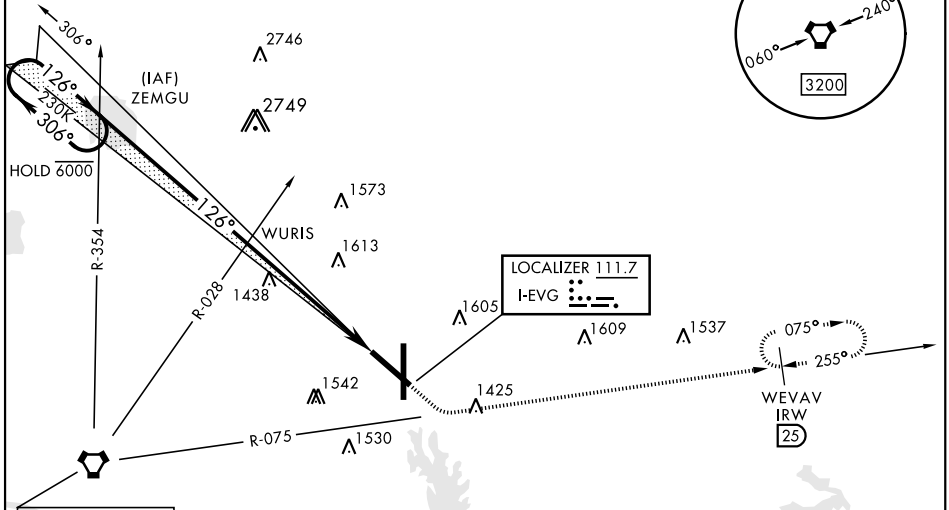 306°
2746
240°
060°
3200
126°
(IAF)
ZEMGU
230K
306°
2749
HOLD 6000
1573
126°
WURIS
1613
R-354
LOCALIZER 111.7
I-EVG
1438
R-028
1605
1609
1537
075°
255°
1542
1425
WEVAV
IRW
25
R-075
1530